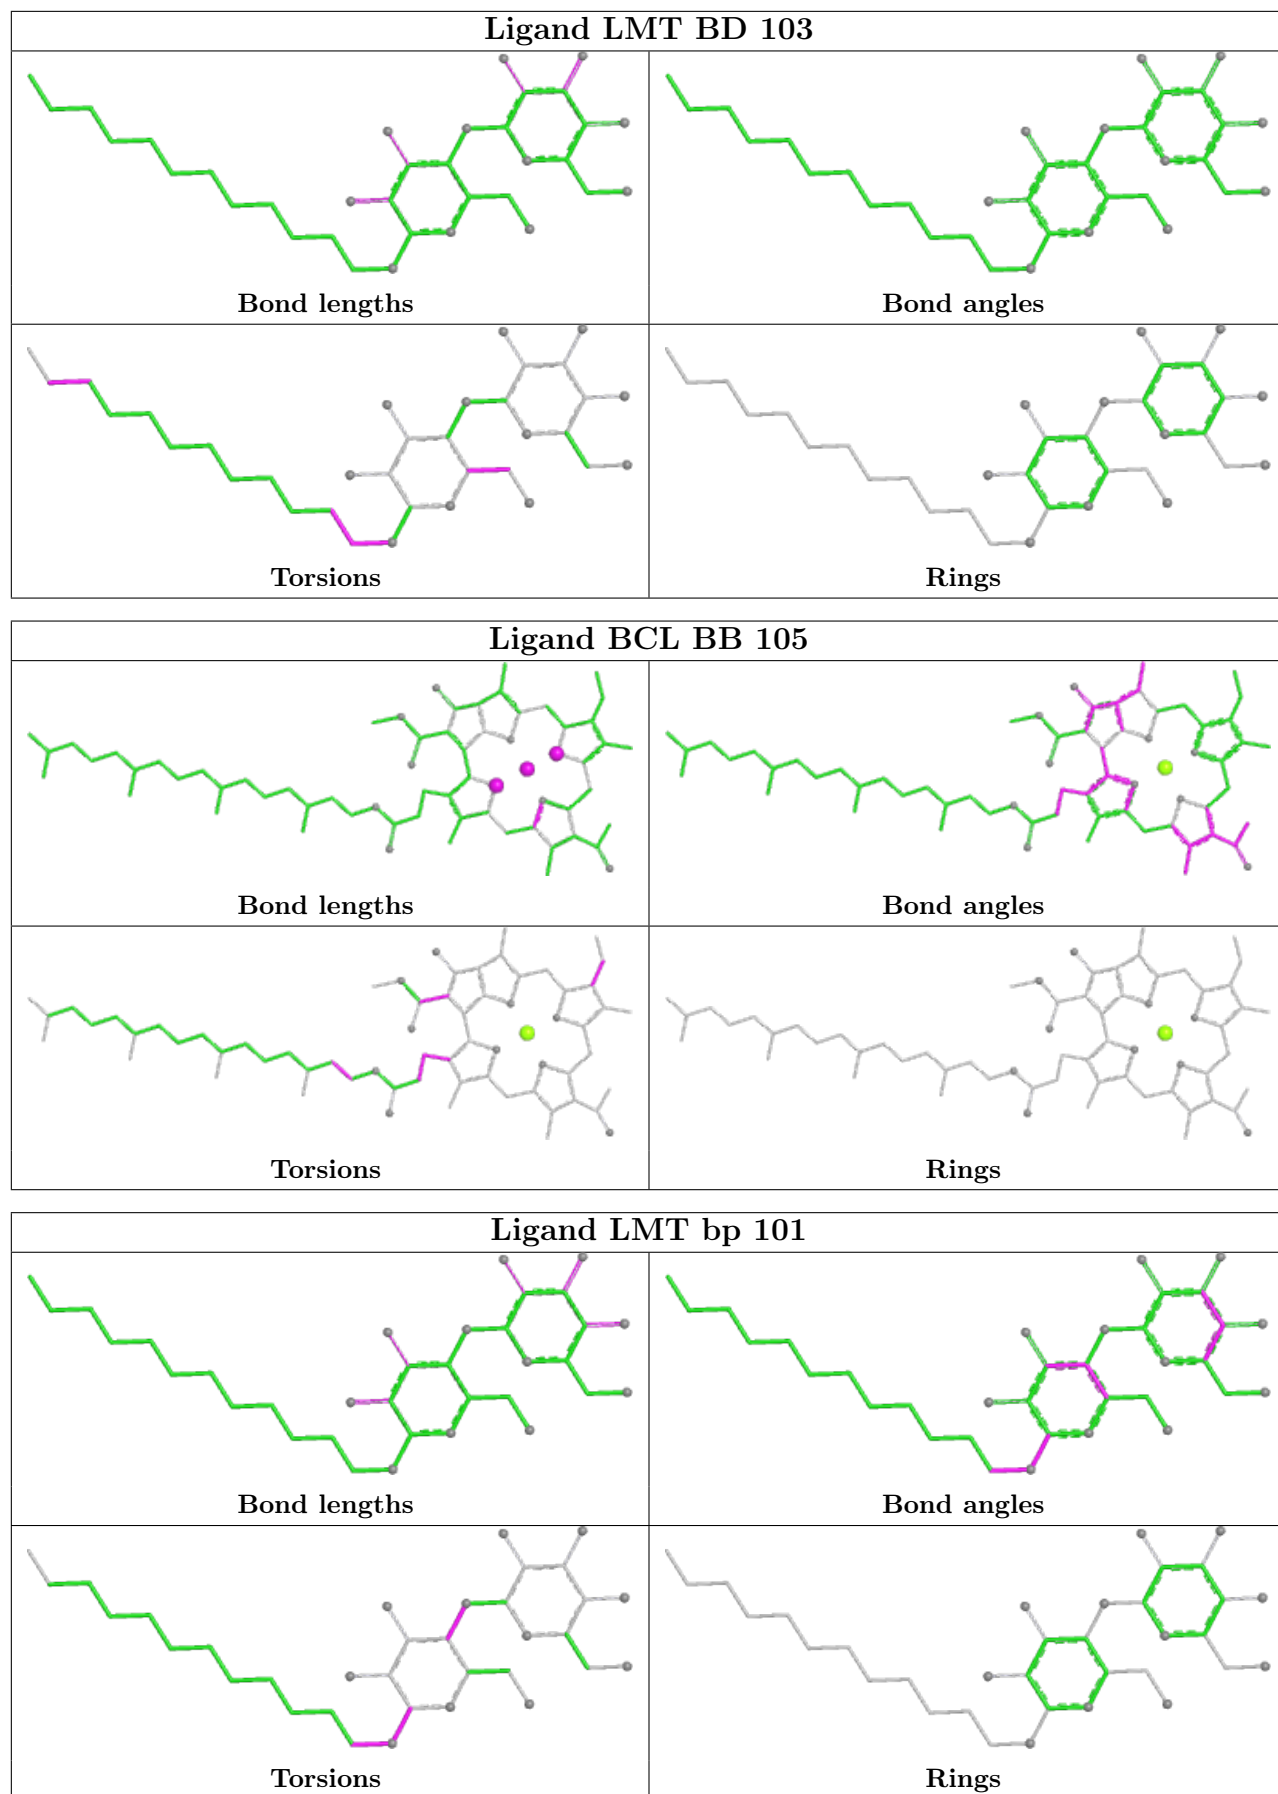 Ligand LMT BD 103
Bond lengths
Bond angles
Torsions
Rings
Ligand BCL BB 105
Bond lengths
Bond angles
Torsions
Rings
Ligand LMT bp 101
Bond lengths
Bond angles
Torsions
Rings